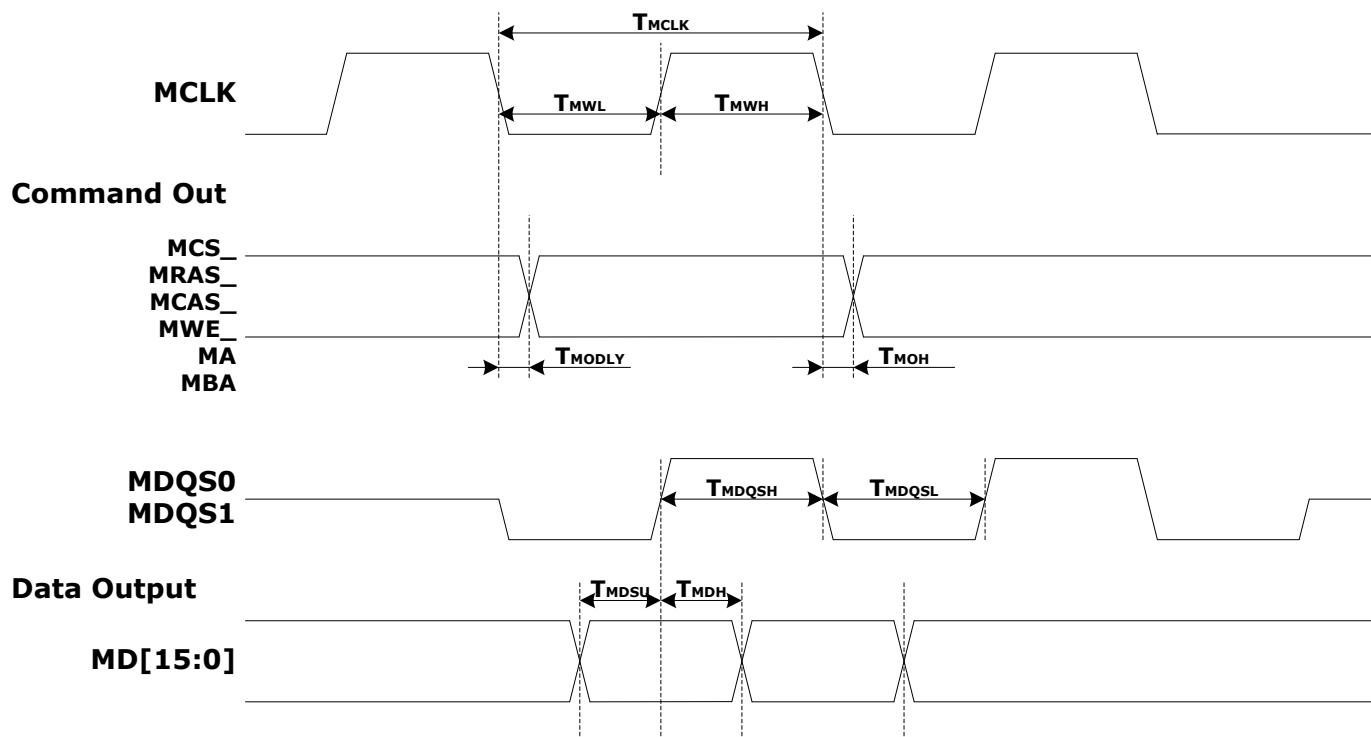 TMCLK
MCLK
TMWL
TMWH
Command Out
MCS_
MRAS_
MCAS_
MWE_
MA
MBA
TMODLY
TMOH
MDQS0
MDQS1
TMDQSH
TMDQSL
Data Output
TMDSU
TMDH
MD[15:0]